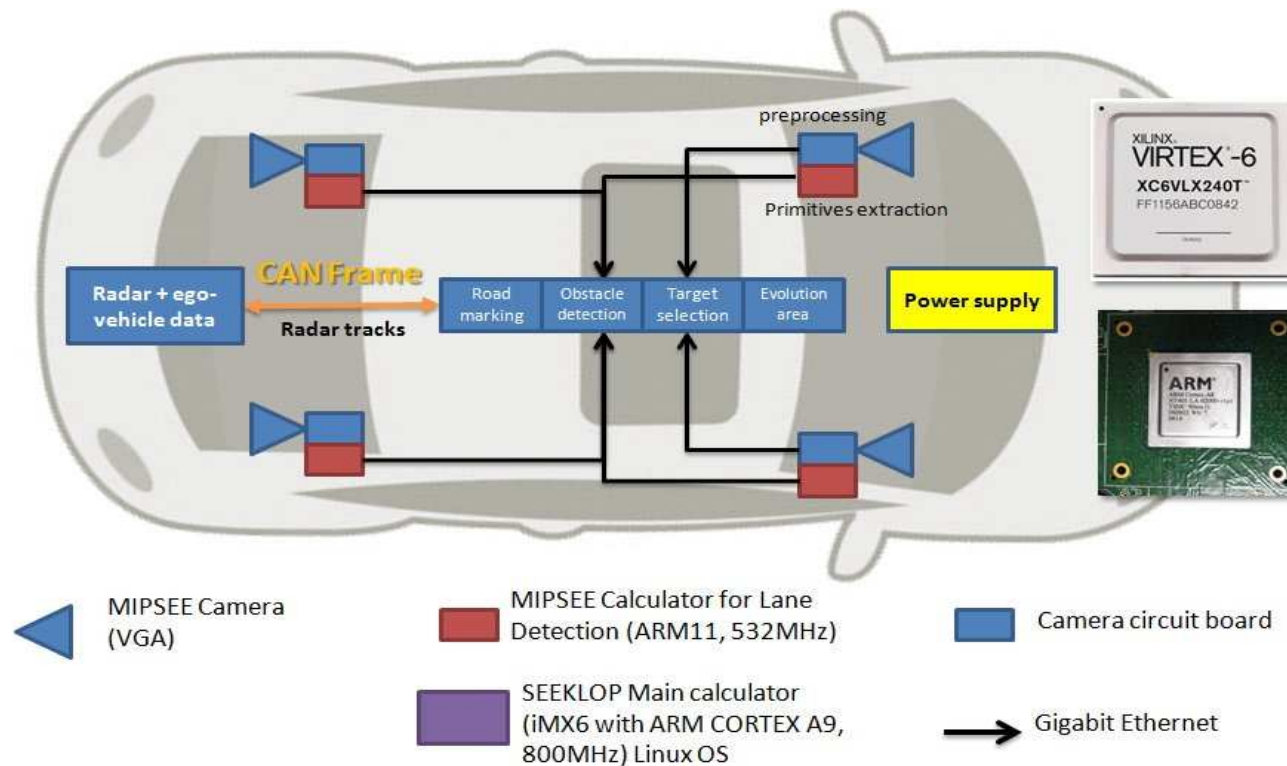 preprocessing
Primitives extraction
XILINX®
VIRTEX®-6
XC6VLX240T™
FF1156ABC0842
CAN Frame
Radar + ego-
vehicle data
Radar tracks
Road
marking
Obstacle
detection
Target
selection
Evolution
area
Power supply
ARM®
MIPSEE Camera
(VGA)
MIPSEE Calculator for Lane
Detection (ARM11, 532MHz)
Camera circuit board
SEEKLOP Main calculator
(iMX6 with ARM CORTEX A9,
800MHz) Linux OS
Gigabit Ethernet